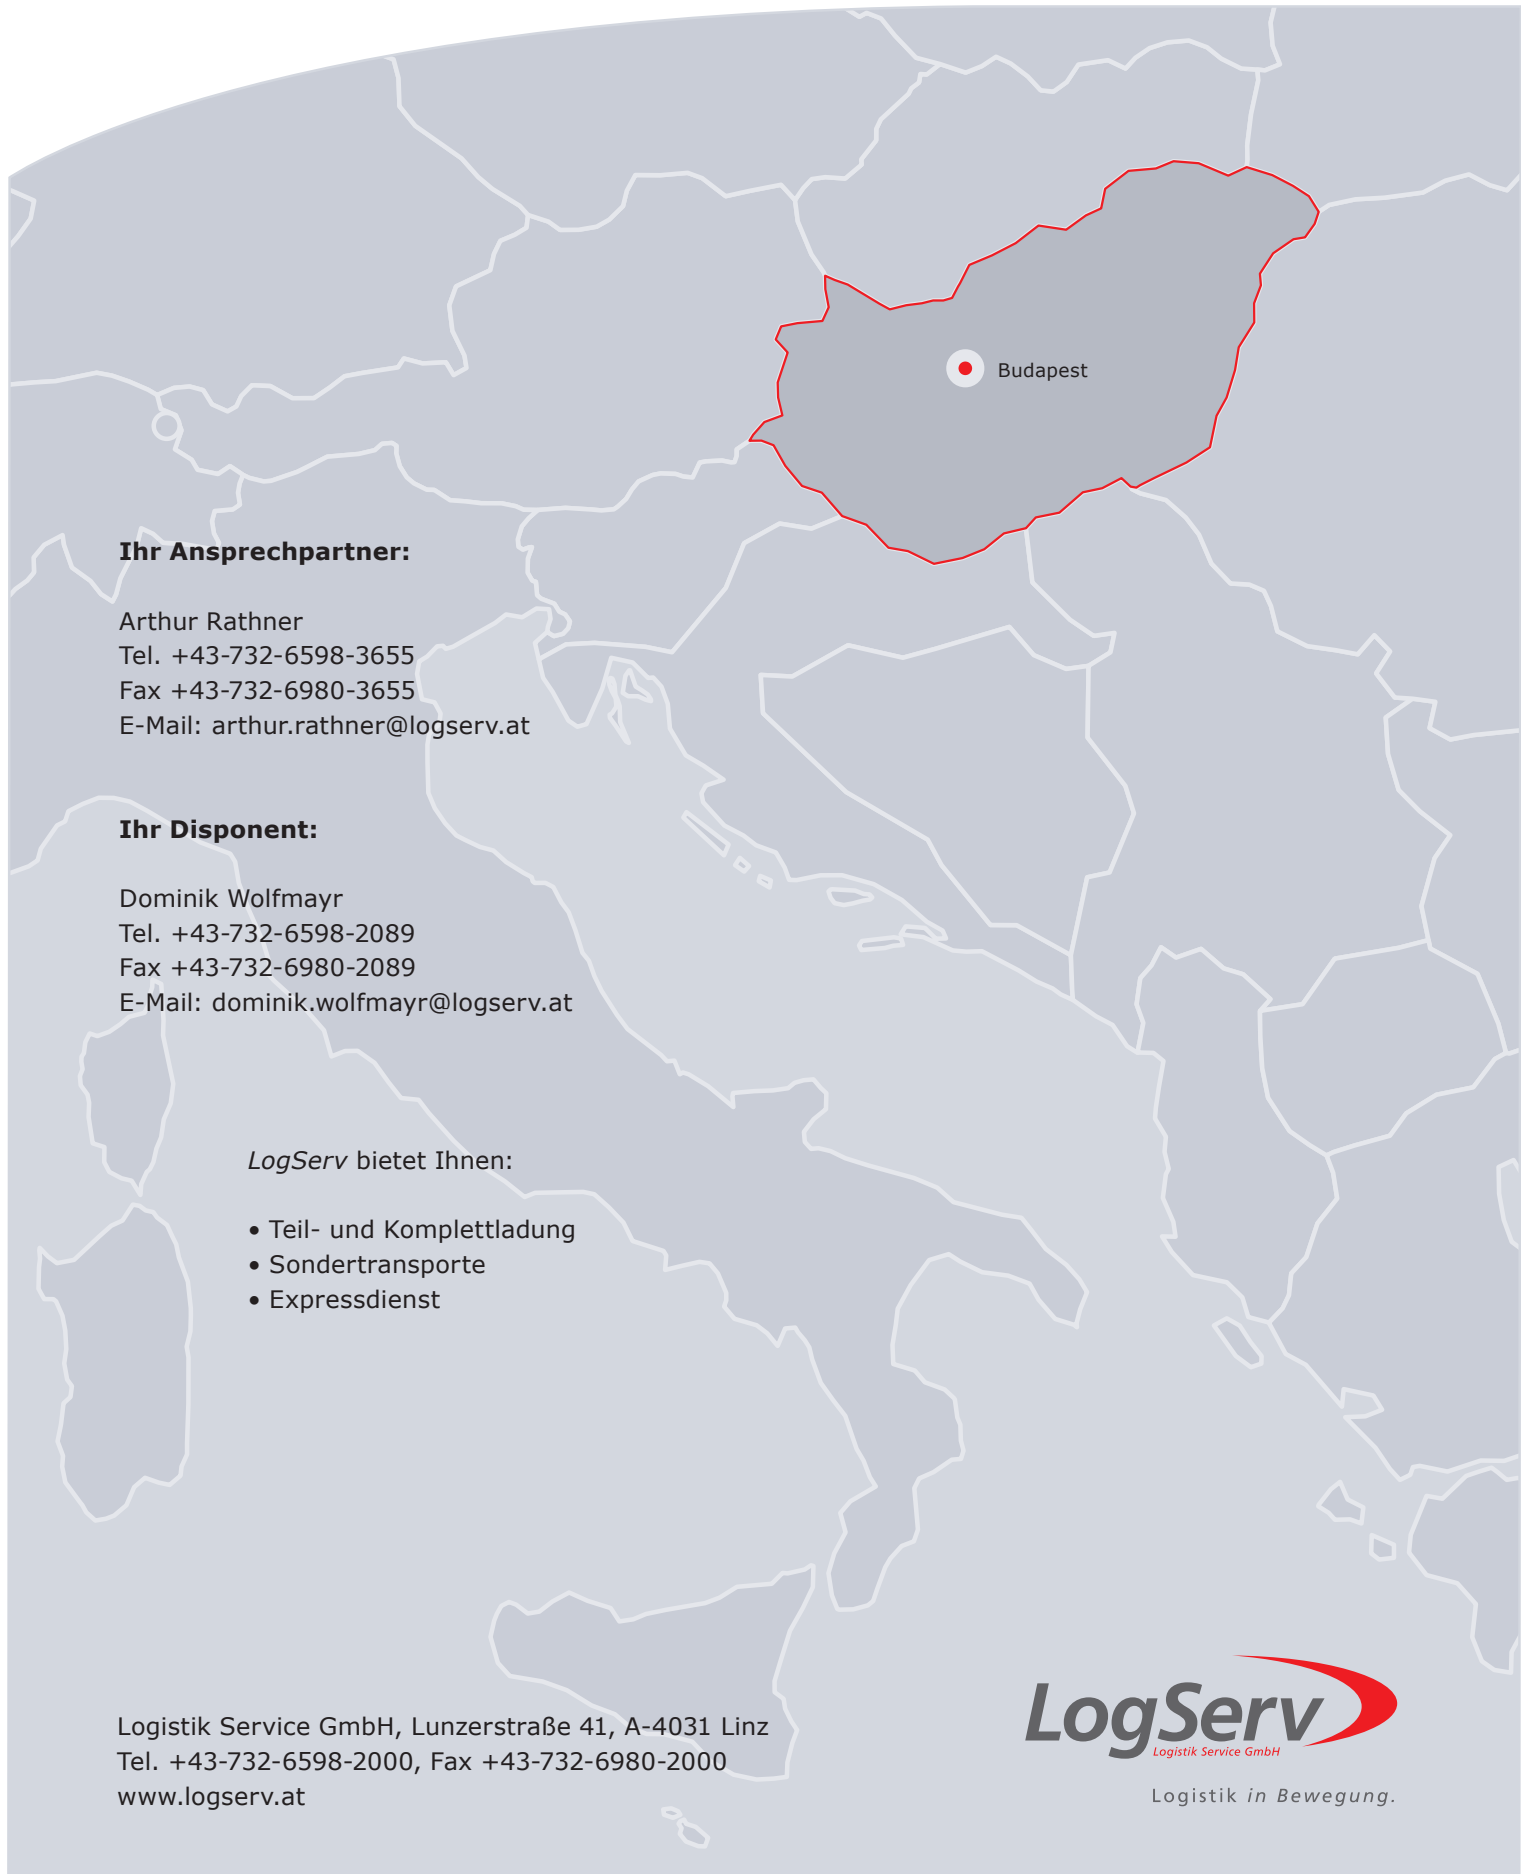 Budapest
Ihr Ansprechpartner:
Arthur Rathner
Tel. +43-732-6598-3655
Fax +43-732-6980-3655
E-Mail: arthur.rathner@logserv.at
Ihr Disponent:
Dominik Wolfmayr
Tel. +43-732-6598-2089
Fax +43-732-6980-2089
E-Mail: dominik.wolfmayr@logserv.at
LogServ bietet Ihnen:
• Teil- und Komplettladung
• Sondertransporte
• Expressdienst
Logistik Service GmbH, Lunzerstraße 41, A-4031 Linz
Tel. +43-732-6598-2000, Fax +43-732-6980-2000
www.logserv.at
LogServ
Logistik Service GmbH
Logistik in Bewegung.